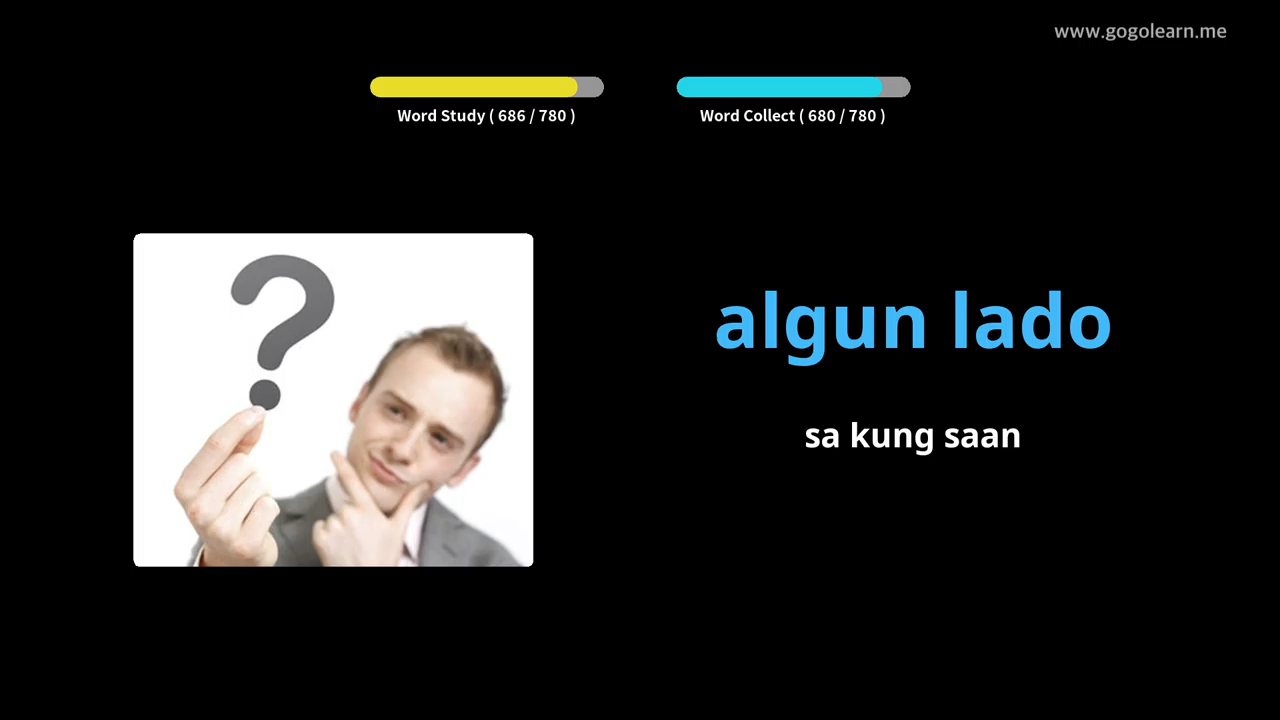 www.gogolearn.me
Word Study ( 686 / 780 )
Word Collect ( 680 / 780 )
algun lado
sa kung saan